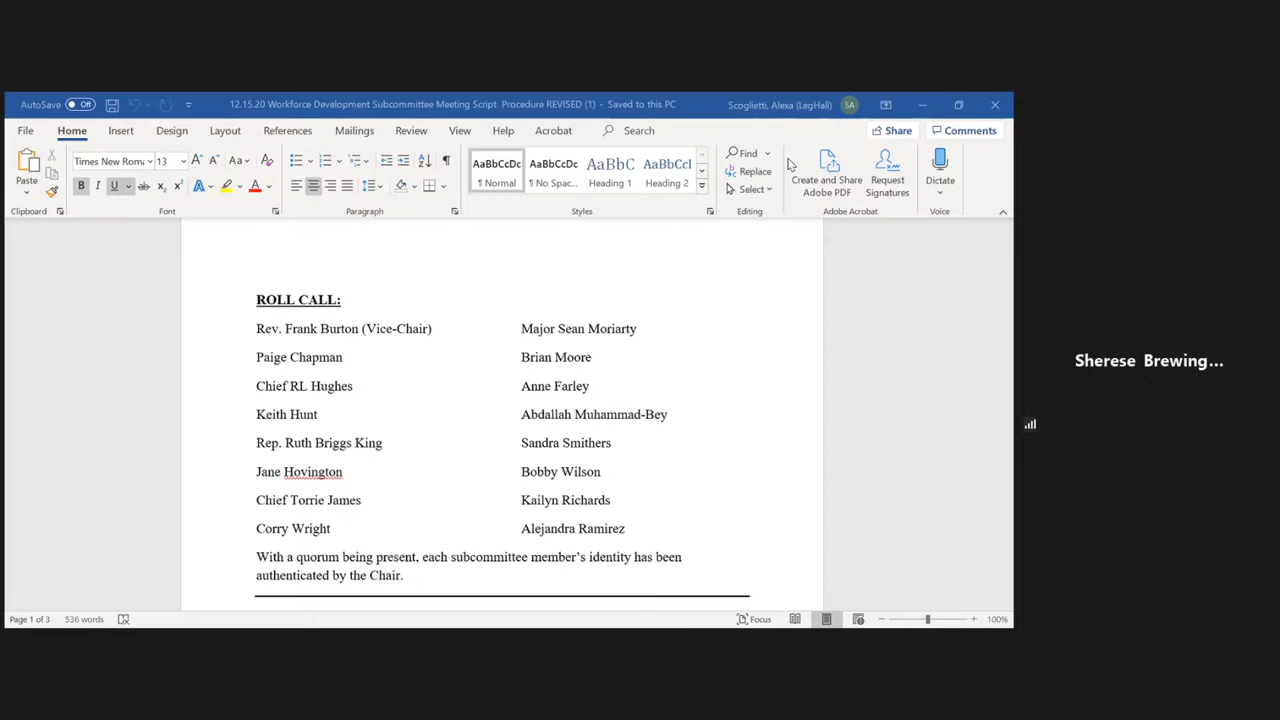 AutoSave Off
12.15.20 Workforce Development Subcommittee Meeting Script Procedure REVISED (1) - Saved to this PC
Scoglietti, Alexa (LegHall) SA
File Home Insert Design Layout References Mailings Review View Help Acrobat Search
Share Comments
Paste
Times New Roma 13
AaBbCcDc AaBbCcDc AaBbC AaBbCcI
¶ Normal ¶ No Spac... Heading 1 Heading 2
Find
Replace
Select
Create and Share Adobe PDF
Request Signatures
Dictate
Clipboard Font Paragraph Styles Editing Adobe Acrobat Voice
ROLL CALL:
Rev. Frank Burton (Vice-Chair) Major Sean Moriarty
Paige Chapman Brian Moore
Chief RL Hughes Anne Farley
Keith Hunt Abdallah Muhammad-Bey
Rep. Ruth Briggs King Sandra Smithers
Jane Hovington Bobby Wilson
Chief Torrie James Kailyn Richards
Corry Wright Alejandra Ramirez
With a quorum being present, each subcommittee member’s identity has been
authenticated by the Chair.
Page 1 of 3 536 words Focus 100%
Sherese Brewing...